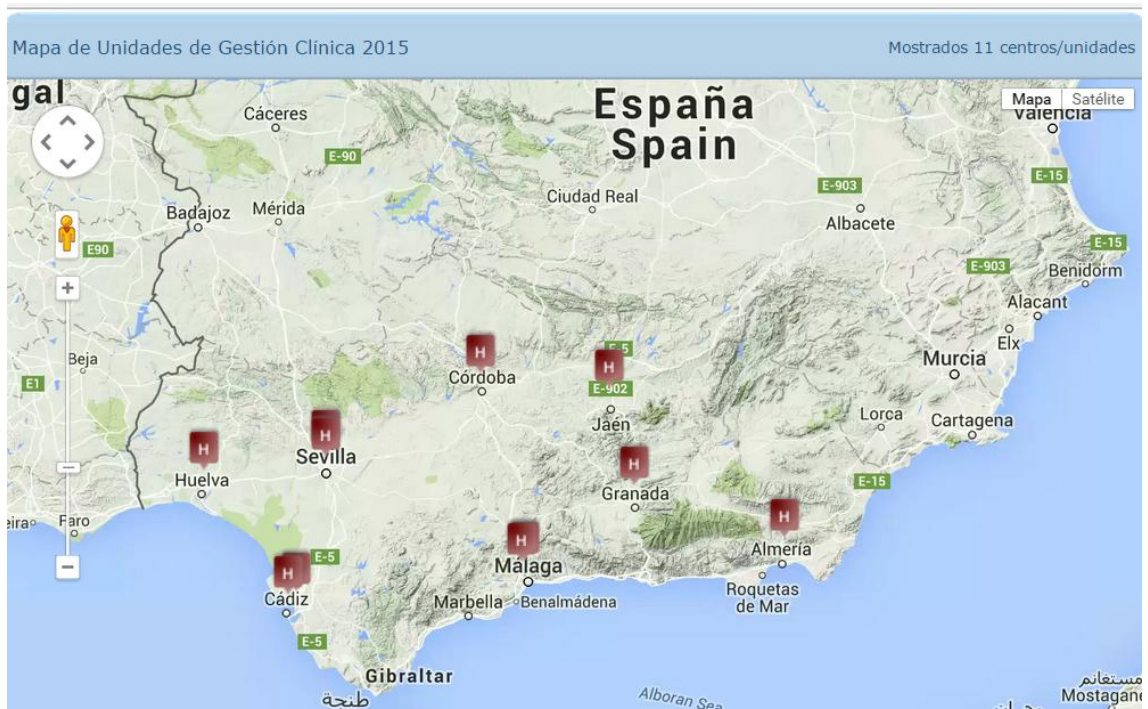 Mapa de Unidades de Gestión Clínica 2015
Mostrados 11 centros/unidades
gal
España
Spain
Mapa
Satélite
Valencia
Cáceres
E-90
E-15
Ciudad Real
E-903
Badajoz
Mérida
Albacete
E90
E-15
E-903
Benidorm
Alacant
Elx
H
E-5
Beja
Murcia
H
Córdoba
E1
E-902
Jaén
Lorca
Cartagena
H
H
Sevilla
H
Huelva
Granada
E-15
H
Faro
H
Almería
E-5
Málaga
H
Cádiz
Marbella
Benalmádena
Roquetas
de Mar
E-5
Gibraltar
طنجة
Alboran Sea
مستغانم